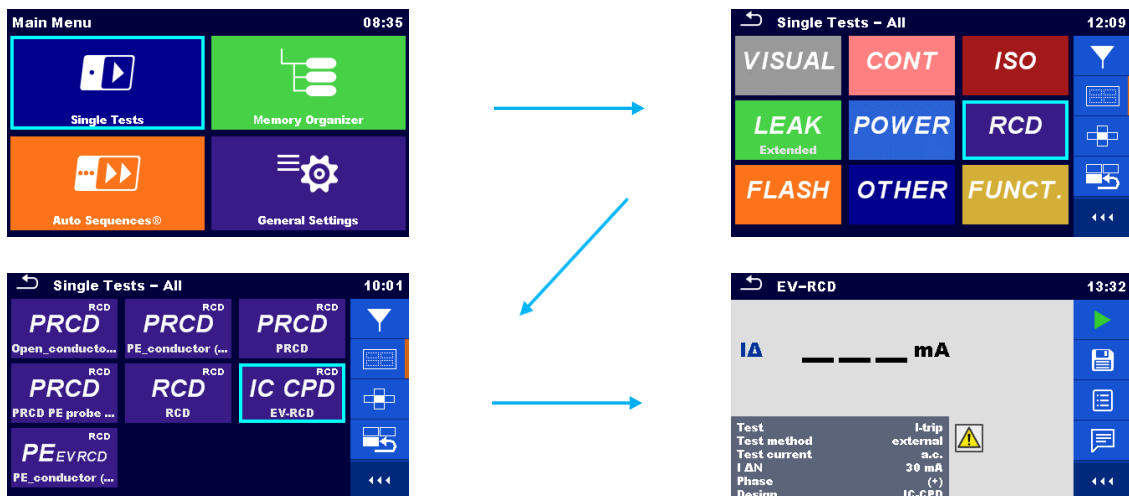 Main Menu 08:35
Single Tests
Memory Organizer
Auto Sequences®
General Settings
Single Tests – All 12:09
VISUAL CONT ISO
LEAK POWER RCD
Extended
FLASH OTHER FUNCT.
Single Tests – All 10:01
RCD RCD RCD
PRCD PRCD PRCD
Open_conducto... PE_conductor (... PRCD
RCD RCD RCD
PRCD RCD IC CPD
PRCD PE probe ... RCD EV-RCD
RCD
PE EVRCD
PE_conductor (...
EV-RCD 13:32
IΔ ___ mA
Test I-trip
Test method external
Test current a.c.
I ΔN 30 mA
Phase (+)
Design IC-CPD